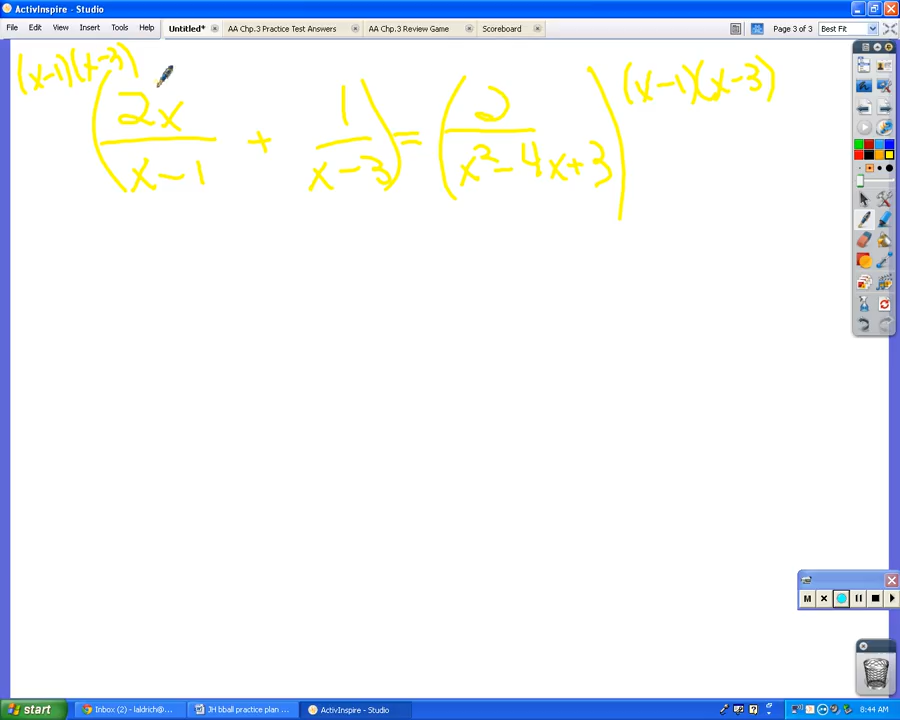 ActivInspire - Studio
File Edit View Insert Tools Help Untitled* AA Chp.3 Practice Test Answers AA Chp.3 Review Game Scoreboard Page 3 of 3 Best Fit
(x-1)(x-3) (2x/(x-1) + 1/(x-3)) = (2/(x²-4x+3)) (x-1)(x-3)
M
start Inbox (2) - laldrich@... JH bball practice plan ... ActivInspire - Studio 8:44 AM